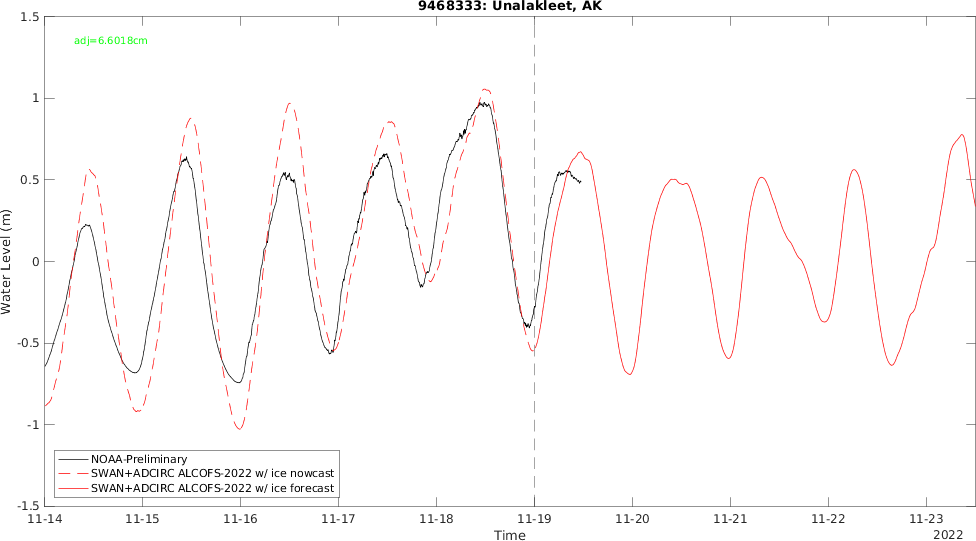 9468333: Unalakleet, AK
adj=6.6018cm
Water Level (m)
1.5
1
0.5
0
-0.5
-1
-1.5
NOAA-Preliminary
SWAN+ADCIRC ALCOFS-2022 w/ ice nowcast
SWAN+ADCIRC ALCOFS-2022 w/ ice forecast
11-14 11-15 11-16 11-17 11-18 11-19 11-20 11-21 11-22 11-23
Time
2022